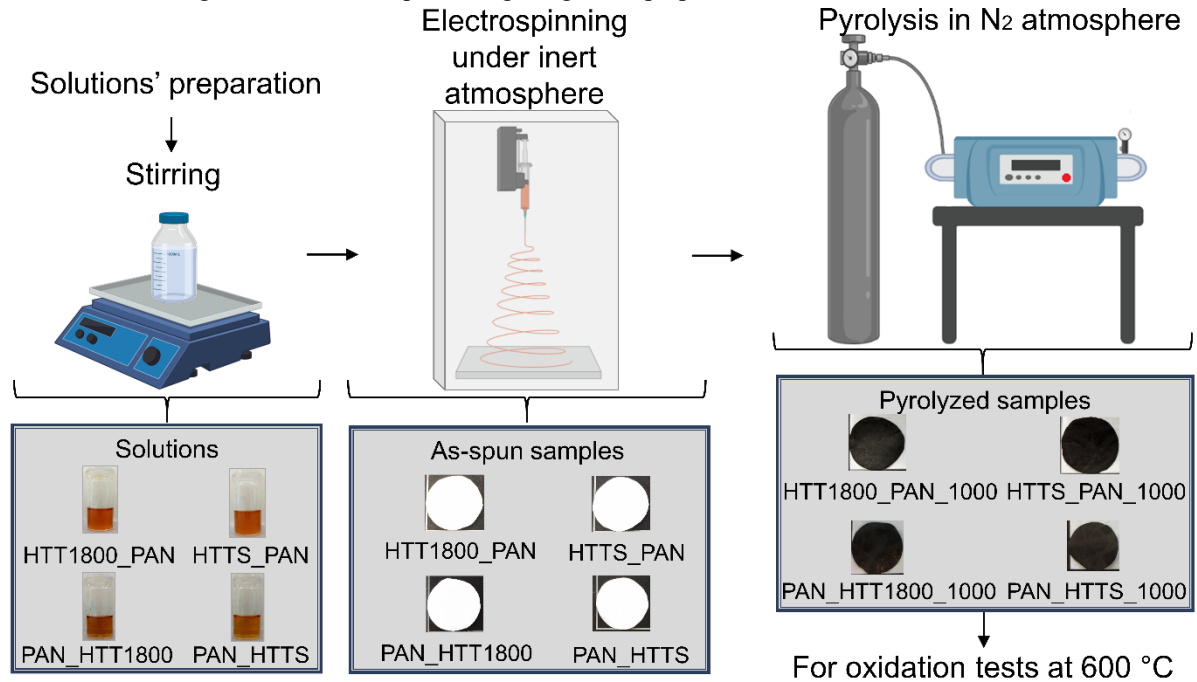 Solutions' preparation
Stirring
Electrospinning
under inert
atmosphere
Pyrolysis in N2 atmosphere
Solutions
HTT1800_PAN HTTS_PAN
PAN_HTT1800 PAN_HTTS
As-spun samples
HTT1800_PAN HTTS_PAN
PAN_HTT1800 PAN_HTTS
Pyrolyzed samples
HTT1800_PAN_1000 HTTS_PAN_1000
PAN_HTT1800_1000 PAN_HTTS_1000
For oxidation tests at 600 °C